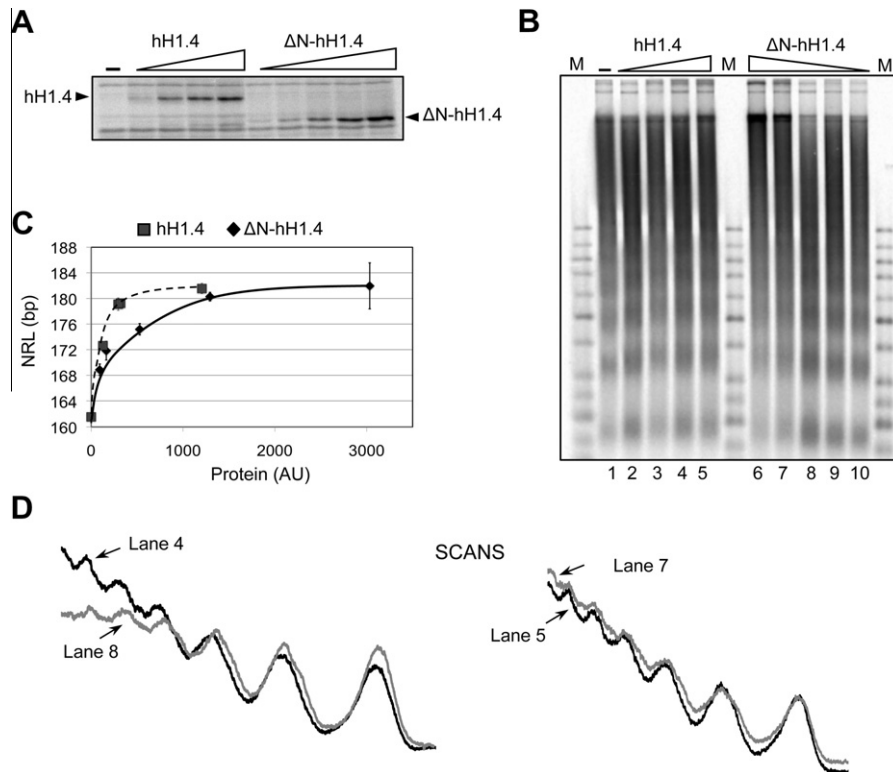 A
hH1.4
ΔN-hH1.4
–
hH1.4
ΔN-hH1.4
B
hH1.4
ΔN-hH1.4
M
–
M
M
1 2 3 4 5 6 7 8 9 10
C
hH1.4
ΔN-hH1.4
188
184
180
176
172
168
164
160
NRL (bp)
0 1000 2000 3000
Protein (AU)
D
SCANS
Lane 4
Lane 8
Lane 7
Lane 5